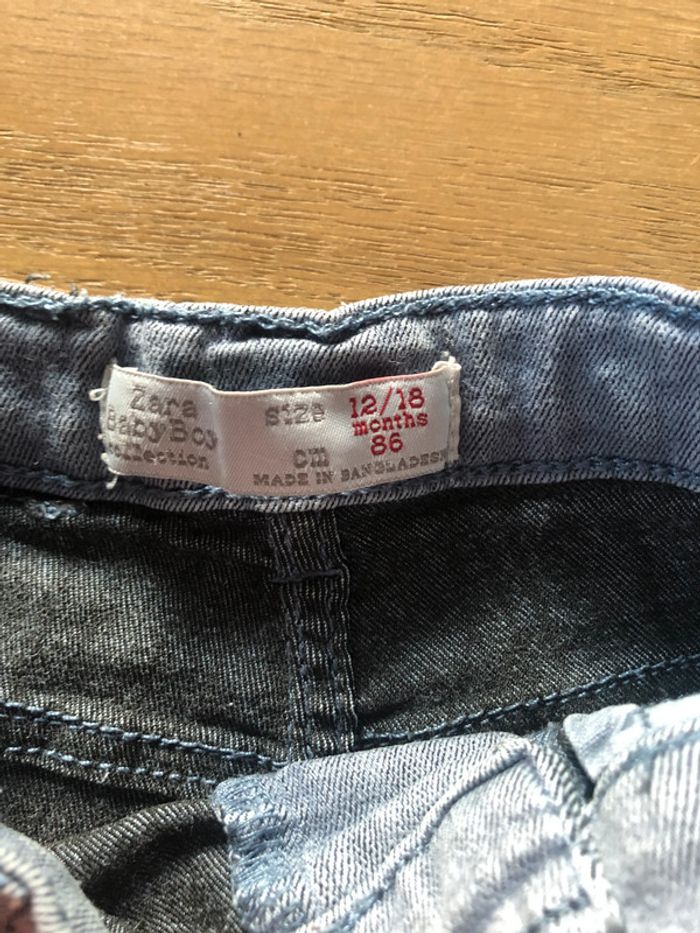 Zara
BabyBoy
collection
size
cm
12/18
months
86
MADE IN BANGLADESH